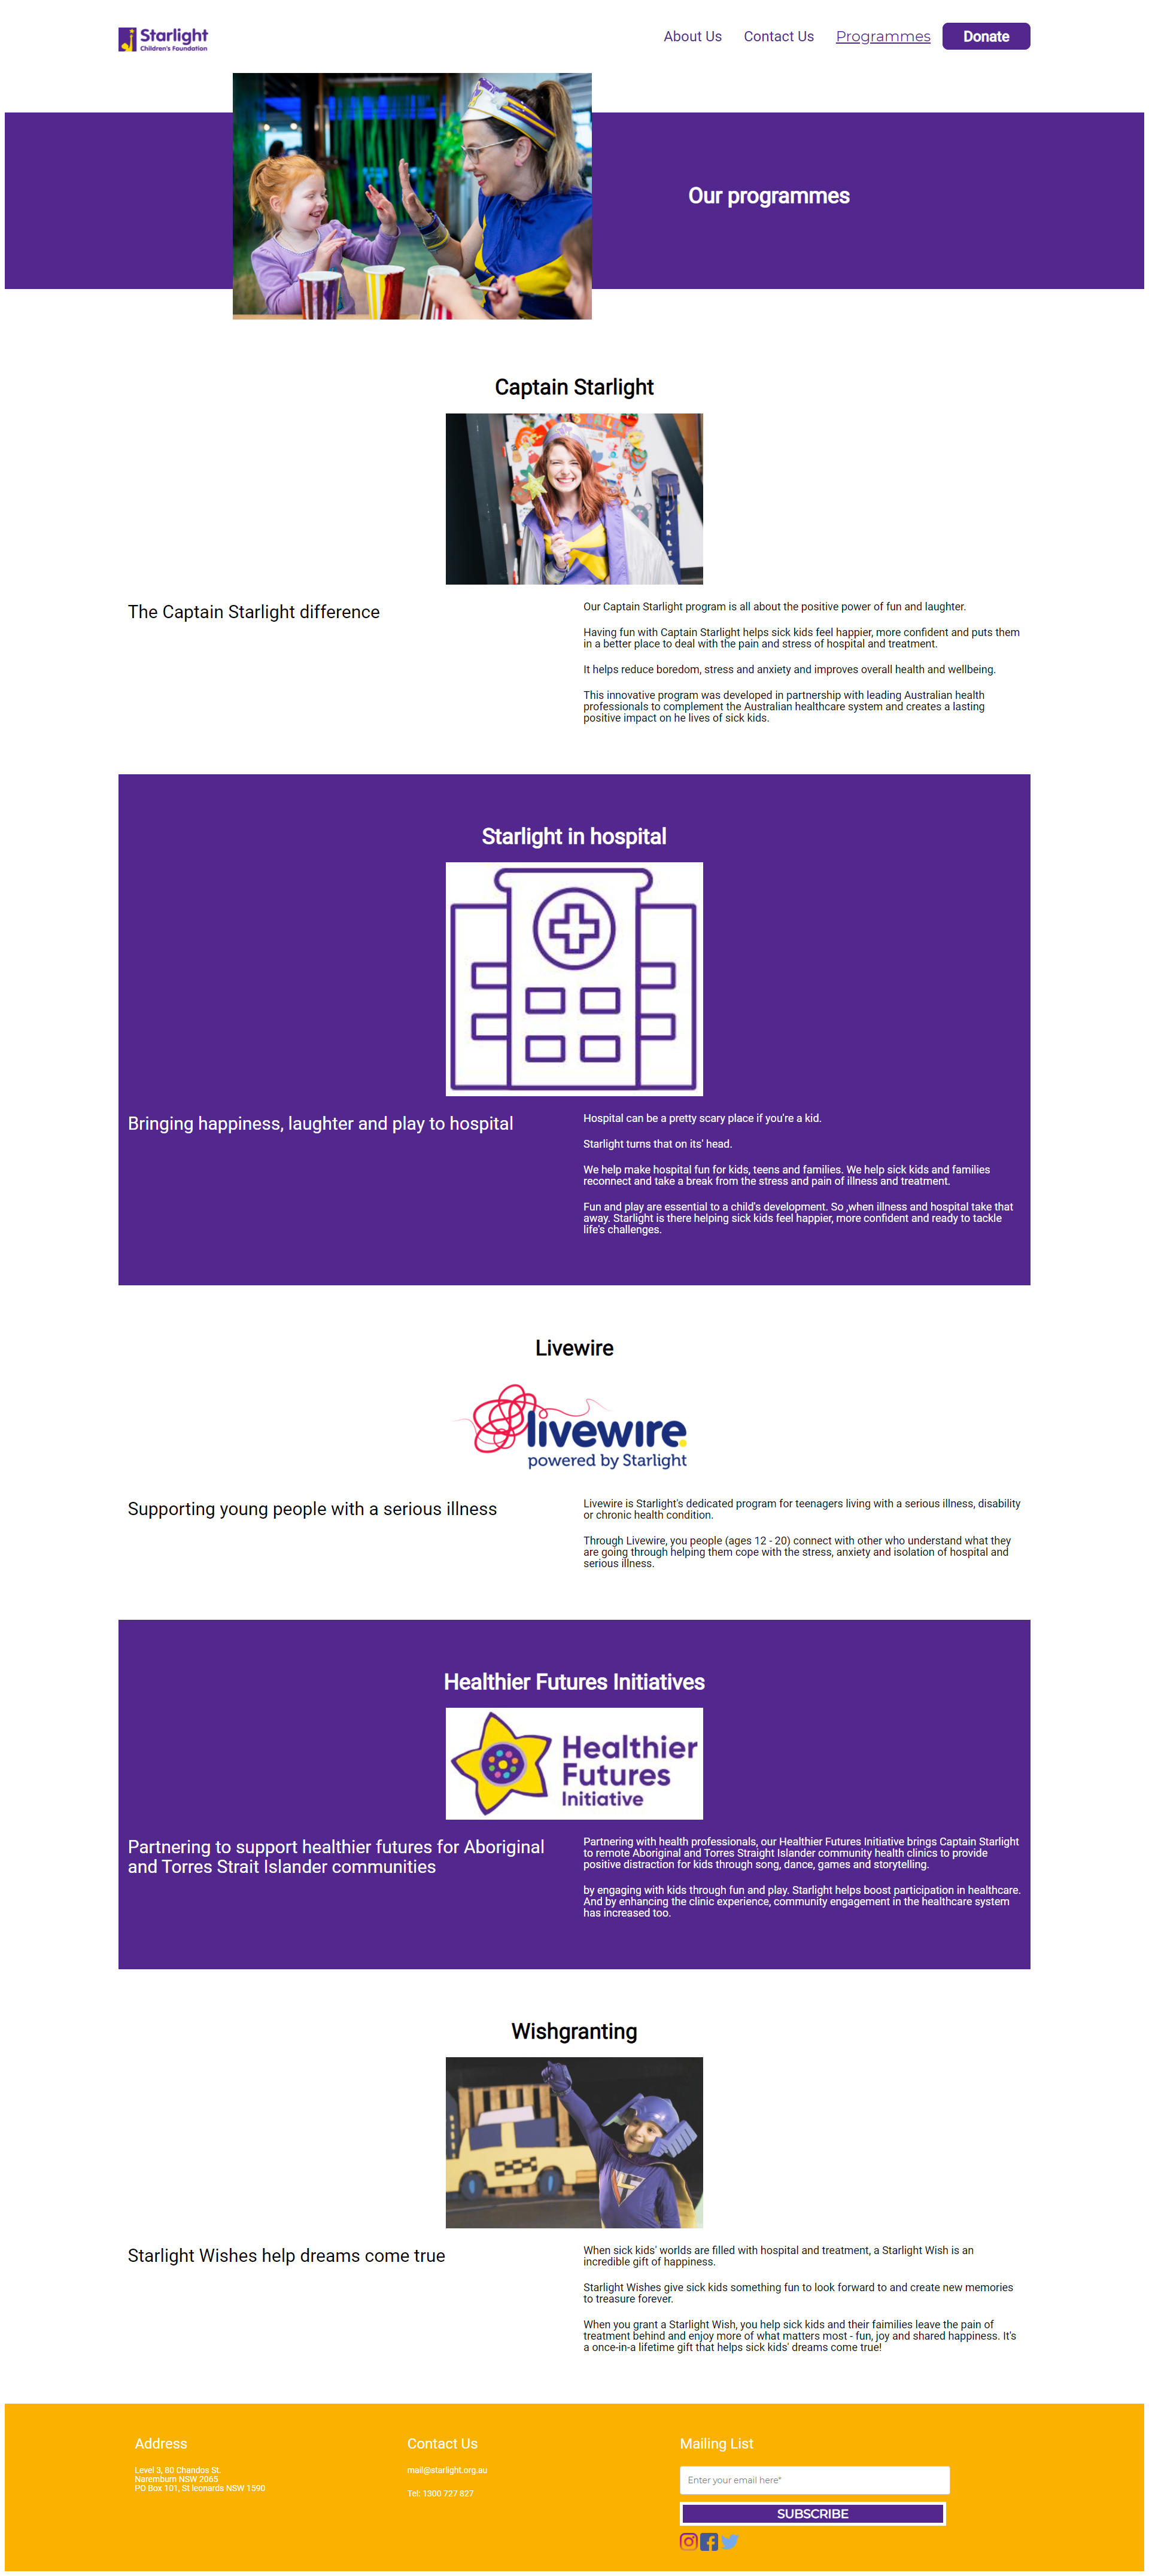 Starlight
Children's Foundation
About Us
Contact Us
Programmes
Donate
Our programmes
Captain Starlight
The Captain Starlight difference
Our Captain Starlight program is all about the positive power of fun and laughter.
Having fun with Captain Starlight helps sick kids feel happier, more confident and puts them
in a better place to deal with the pain and stress of hospital and treatment.
It helps reduce boredom, stress and anxiety and improves overall health and wellbeing.
This innovative program was developed in partnership with leading Australian health
professionals to complement the Australian healthcare system and creates a lasting
positive impact on he lives of sick kids.
Starlight in hospital
Bringing happiness, laughter and play to hospital
Hospital can be a pretty scary place if you're a kid.
Starlight turns that on its' head.
We help make hospital fun for kids, teens and families. We help sick kids and families
reconnect and take a break from the stress and pain of illness and treatment.
Fun and play are essential to a child's development. So ,when illness and hospital take that
away. Starlight is there helping sick kids feel happier, more confident and ready to tackle
life's challenges.
Livewire
livewire.
powered by Starlight
Supporting young people with a serious illness
Livewire is Starlight's dedicated program for teenagers living with a serious illness, disability
or chronic health condition.
Through Livewire, you people (ages 12 - 20) connect with other who understand what they
are going through helping them cope with the stress, anxiety and isolation of hospital and
serious illness.
Healthier Futures Initiatives
Healthier
Futures
Initiative
Partnering to support healthier futures for Aboriginal
and Torres Strait Islander communities
Partnering with health professionals, our Healthier Futures Initiative brings Captain Starlight
to remote Aboriginal and Torres Straight Islander community health clinics to provide
positive distraction for kids through song, dance, games and storytelling.
by engaging with kids through fun and play. Starlight helps boost participation in healthcare.
And by enhancing the clinic experience, community engagement in the healthcare system
has increased too.
Wishgranting
Starlight Wishes help dreams come true
When sick kids' worlds are filled with hospital and treatment, a Starlight Wish is an
incredible gift of happiness.
Starlight Wishes give sick kids something fun to look forward to and create new memories
to treasure forever.
When you grant a Starlight Wish, you help sick kids and their faimilies leave the pain of
treatment behind and enjoy more of what matters most - fun, joy and shared happiness. It's
a once-in-a lifetime gift that helps sick kids' dreams come true!
Address
Level 3, 80 Chandos St.
Naremburn NSW 2065
PO Box 101, St leonards NSW 1590
Contact Us
mail@starlight.org.au
Tel: 1300 727 827
Mailing List
Enter your email here*
SUBSCRIBE